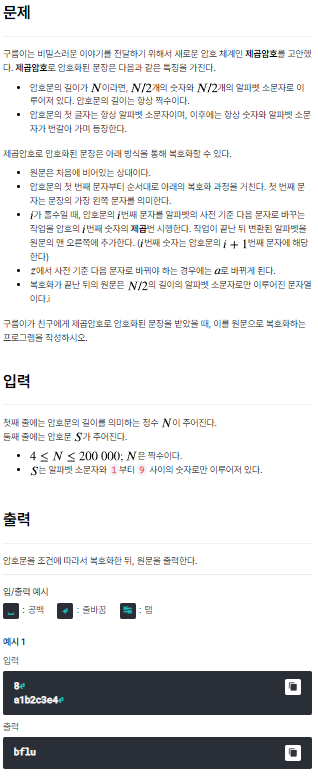 문제
구름이는 비밀스러운 이야기를 전달하기 위해서 새로운 암호 체계인 제곱암호를 고안했
다. 제곱암호로 암호화된 문장은 다음과 같은 특징을 가진다.
• 암호문의 길이가 N이라면, N/2개의 숫자와 N/2개의 알파벳 소문자로 이
루어져 있다. 암호문의 길이는 항상 짝수이다.
• 암호문의 첫 글자는 항상 알파벳 소문자이며, 이후에는 항상 숫자와 알파벳 소문
자가 번갈아 가며 등장한다.
제곱암호로 암호화된 문장은 아래 방식을 통해 복호화할 수 있다.
• 원문은 처음에 비어있는 상태이다.
• 암호문의 첫 번째 문자부터 순서대로 아래의 복호화 과정을 거친다. 첫 번째 문
자는 문장의 가장 왼쪽 문자를 의미한다.
• i가 홀수일 때, 암호문의 i번째 문자를 알파벳의 사전 기준 다음 문자로 바꾸는
작업을 암호의 i번째 숫자의 제곱번 시행한다. 작업이 끝난 뒤 변환된 알파벳을
원문의 맨 오른쪽에 추가한다. (i번째 숫자는 암호문의 i + 1번째 문자에 해당
한다)
• z에서 사전 기준 다음 문자로 바꿔야 하는 경우에는 a로 바뀌게 된다.
• 복호화가 끝난 뒤의 원문은 N/2의 길이의 알파벳 소문자로만 이루어진 문자열
이다.i
구름이가 친구에게 제곱암호로 암호화된 문장을 받았을 때, 이를 원문으로 복호화하는
프로그램을 작성하시오.
입력
첫째 줄에는 암호문의 길이를 의미하는 정수 N이 주어진다.
둘째 줄에는 암호문 S가 주어진다.
• 4 ≤ N ≤ 200 000; N은 짝수이다.
• S는 알파벳 소문자와 1 부터 9 사이의 숫자로만 이루어져 있다.
출력
암호문을 조건에 따라서 복호화한 뒤, 원문을 출력한다.
입/출력 예시
: 공백 : 줄바꿈 : 탭
예시 1
입력
8
a1b2c3e4
출력
bflu